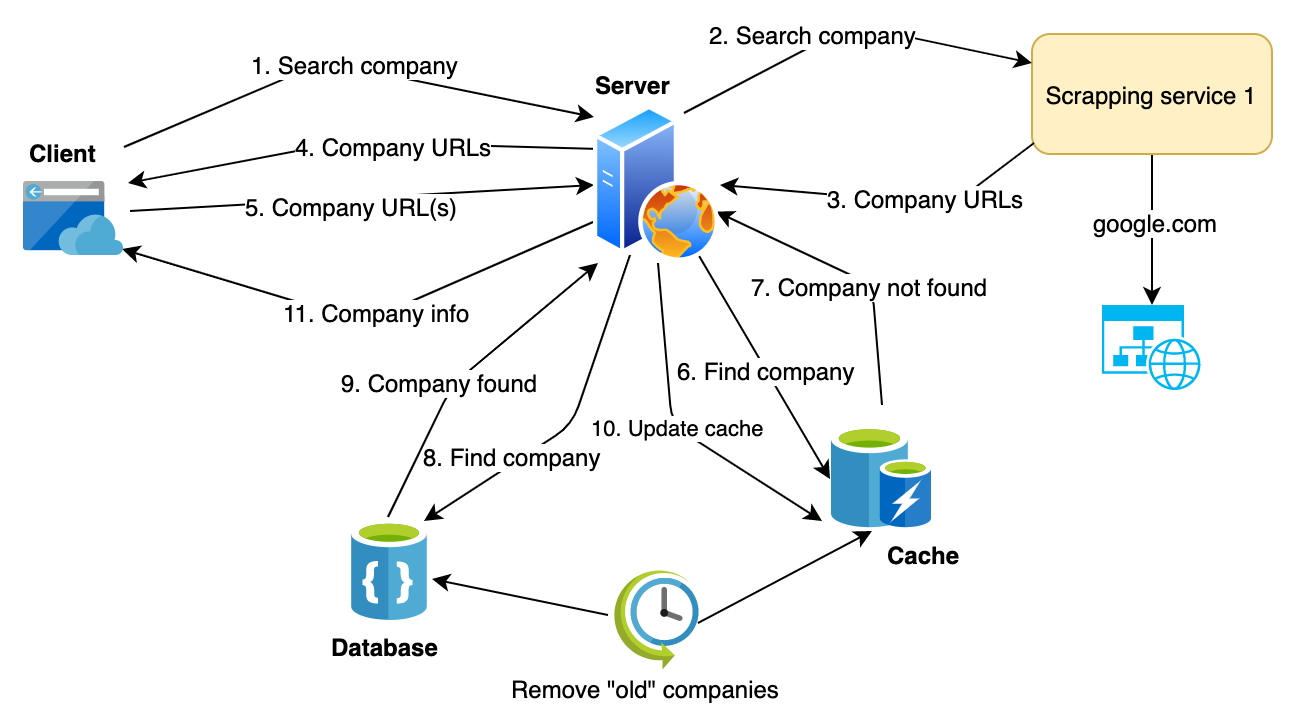 2. Search company
1. Search company
Server
Scrapping service 1
Client
4. Company URLs
5. Company URL(s)
3. Company URLs
google.com
7. Company not found
11. Company info
6. Find company
9. Company found
10. Update cache
8. Find company
{ }
Cache
Database
Remove "old" companies